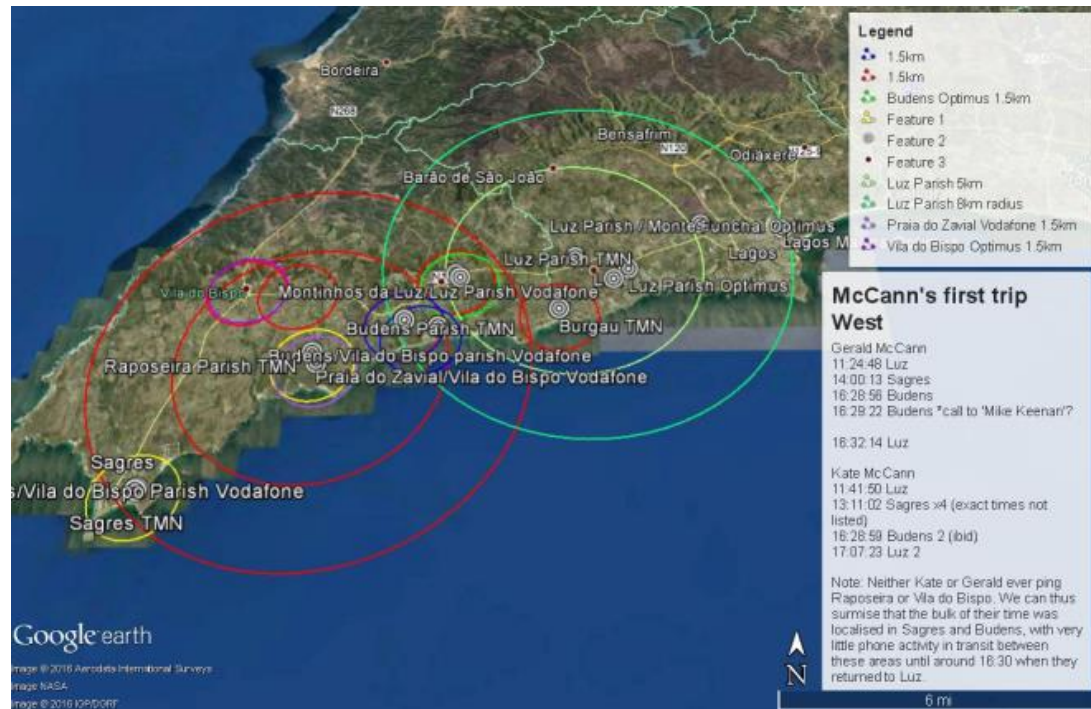 Bordeira
N268
Bensafrim
N120
Odiáxere
N125-1
Barão de São João
Luz Parish / Monte Funchal Optimus
Luz Parish TMN
Lagos
Lagos
Luz Parish Optimus
Vila do Bispo
Montinhos da Luz/Luz Parish Vodafone
Burgau TMN
Budens Parish TMN
Raposeira Parish TMN
Budens/Vila do Bispo parish Vodafone
Praia do Zavial/Vila do Bispo Vodafone
Sagres
s/Vila do Bispo Parish Vodafone
Sagres TMN
Google earth
Image © 2016 Aerodata International Surveys
Image NASA
Image © 2016 IGP/DGRF
Legend
1.5km
1.5km
Budens Optimus 1.5km
Feature 1
Feature 2
Feature 3
Luz Parish 5km
Luz Parish 8km radius
Praia do Zavial Vodafone 1.5km
Vila do Bispo Optimus 1.5km
McCann's first trip
West
Gerald McCann
11:24:48 Luz
14:00:13 Sagres
16:28:56 Budens
16:29:22 Budens *call to 'Mike Keenan'?
16:32:14 Luz
Kate McCann
11:41:50 Luz
13:11:02 Sagres x4 (exact times not
listed)
16:28:59 Budens 2 (ibid)
17:07:23 Luz 2
Note: Neither Kate or Gerald ever ping
Raposeira or Vila do Bispo. We can thus
surmise that the bulk of their time was
localised in Sagres and Budens, with very
little phone activity in transit between
these areas until around 16:30 when they
returned to Luz.
N
6 mi